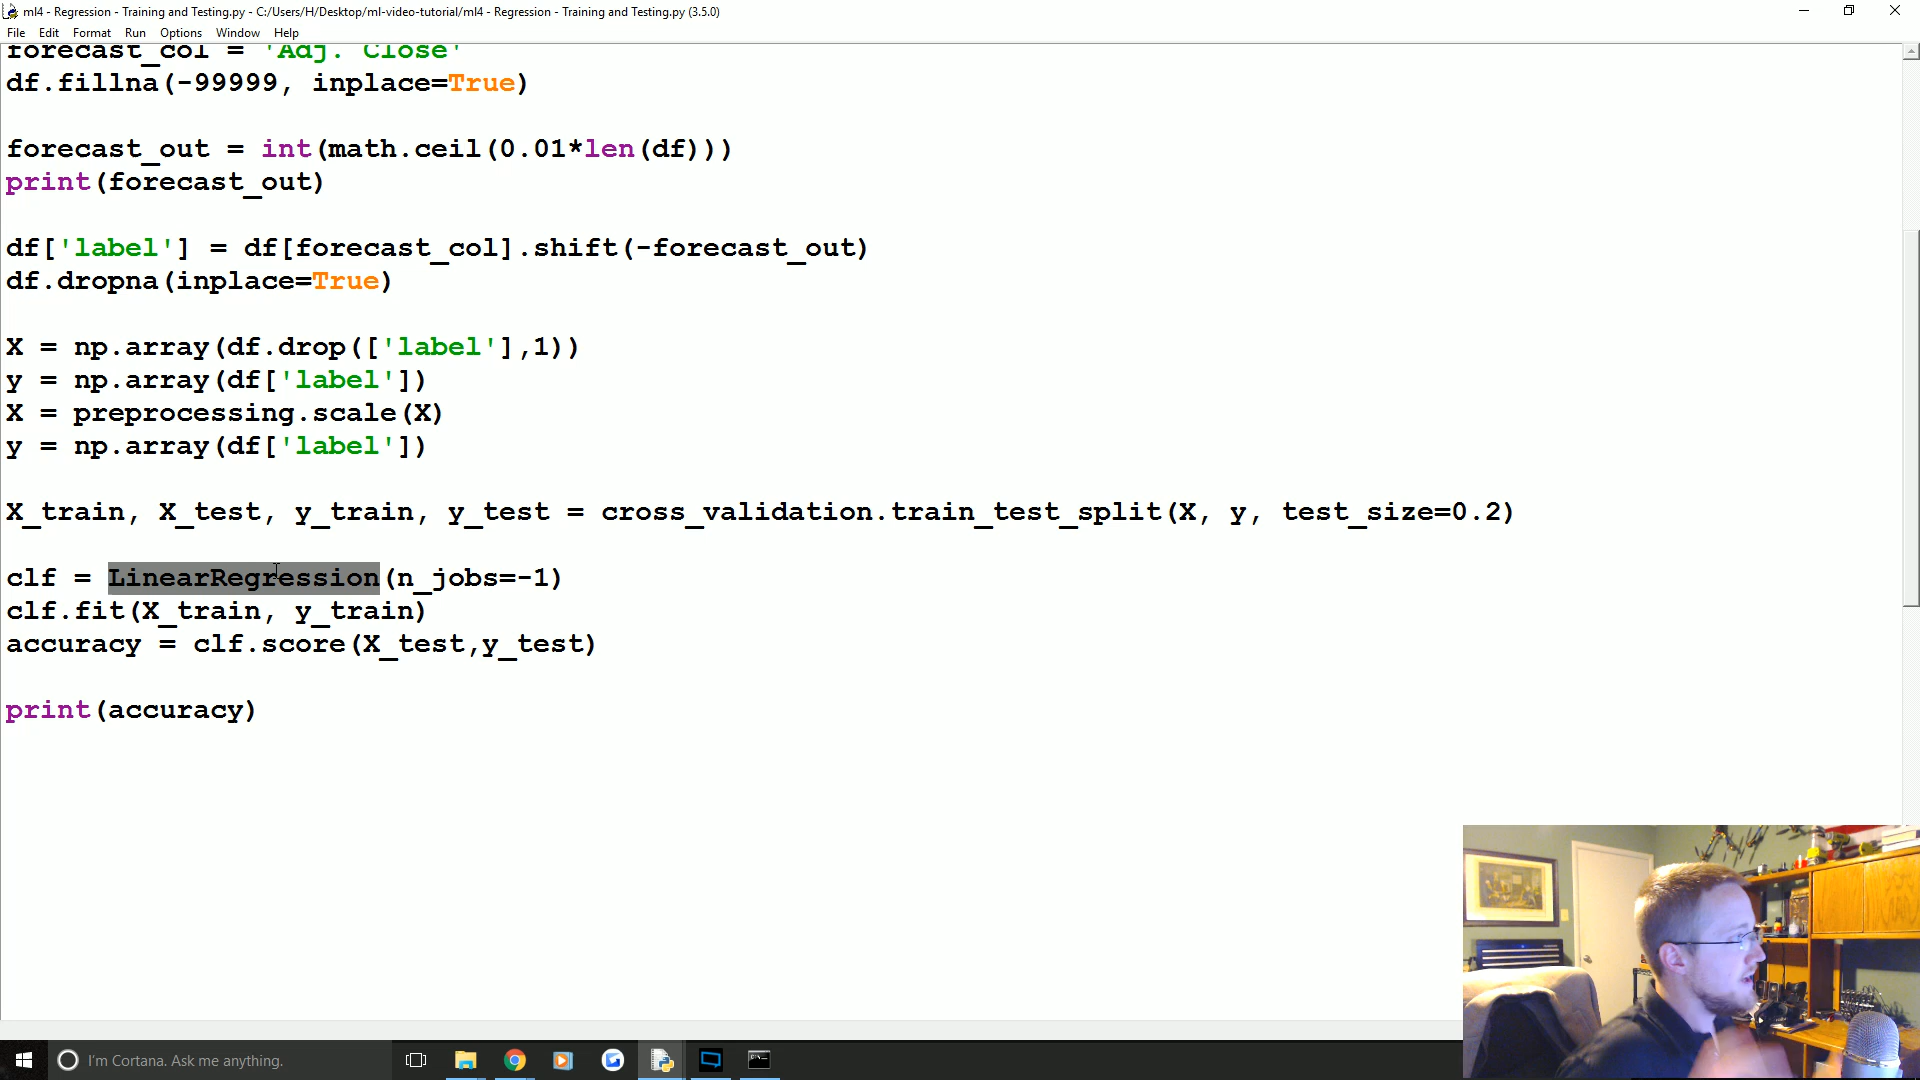 ml4 - Regression - Training and Testing.py - C:/Users/H/Desktop/ml-video-tutorial/ml4 - Regression - Training and Testing.py (3.5.0)
File Edit Format Run Options Window Help
forecast_col = 'Adj. Close'
df.fillna(-99999, inplace=True)
forecast_out = int(math.ceil(0.01*len(df)))
print(forecast_out)
df['label'] = df[forecast_col].shift(-forecast_out)
df.dropna(inplace=True)
X = np.array(df.drop(['label'],1))
y = np.array(df['label'])
X = preprocessing.scale(X)
y = np.array(df['label'])
X_train, X_test, y_train, y_test = cross_validation.train_test_split(X, y, test_size=0.2)
clf = LinearRegression(n_jobs=-1)
clf.fit(X_train, y_train)
accuracy = clf.score(X_test,y_test)
print(accuracy)
I'm Cortana. Ask me anything.